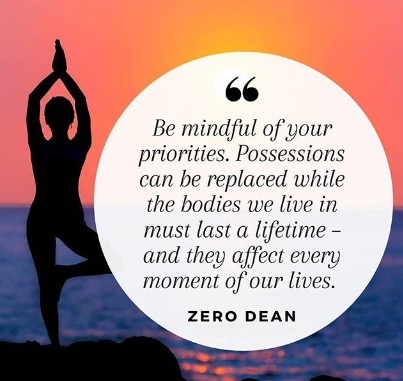 “
Be mindful of your
priorities. Possessions
can be replaced while
the bodies we live in
must last a lifetime –
and they affect every
moment of our lives.
ZERO DEAN